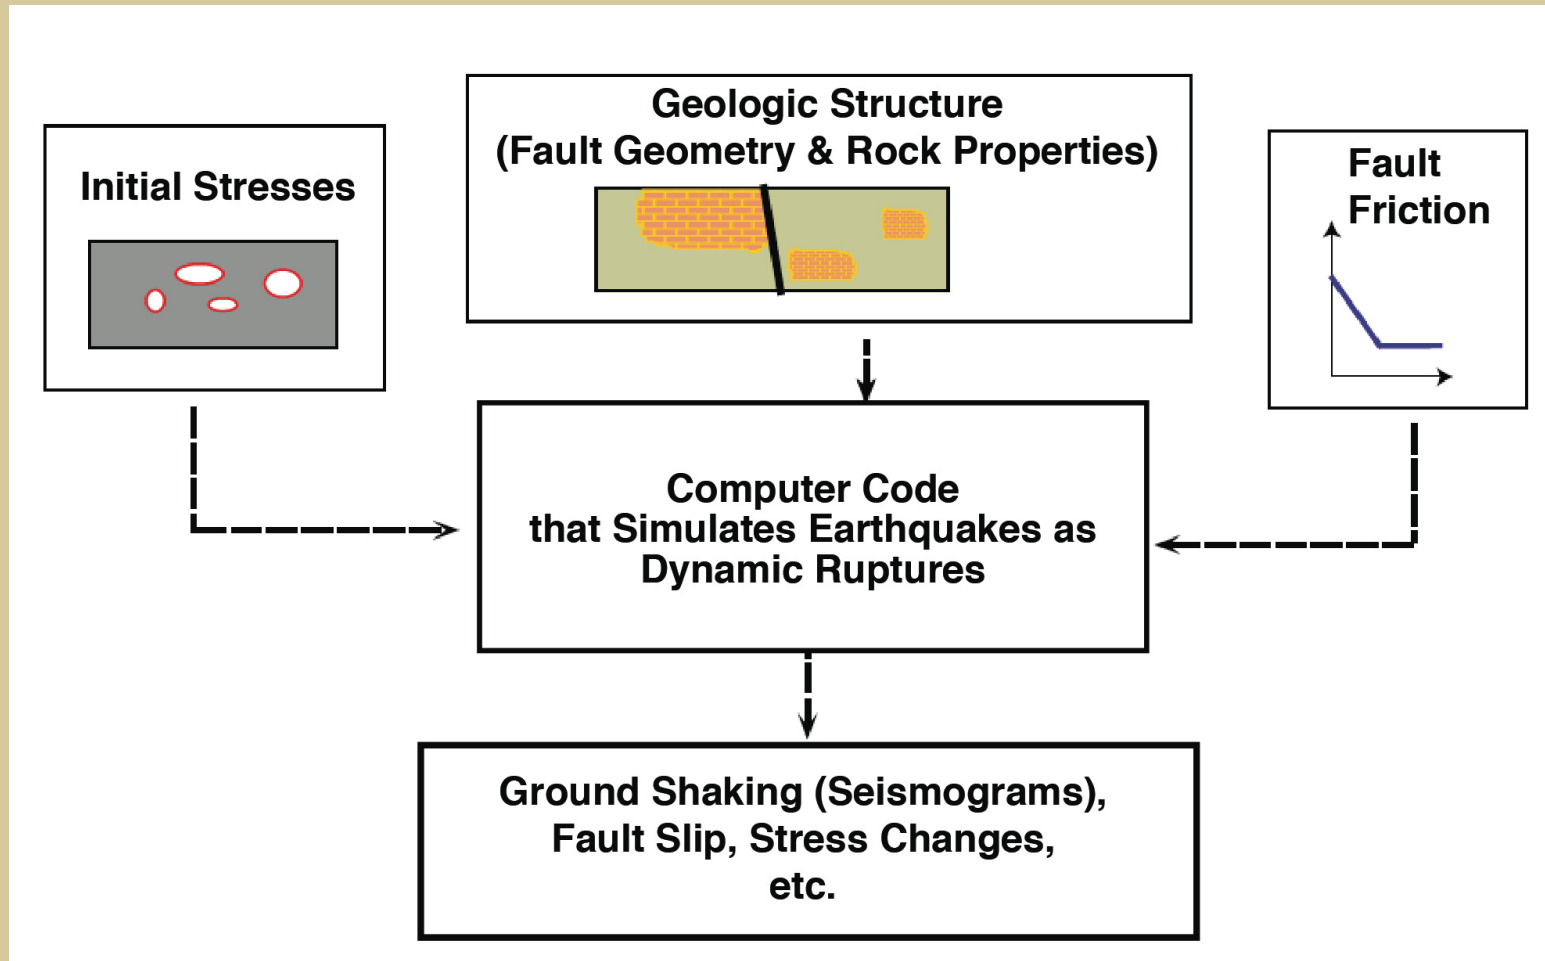 Initial Stresses
Geologic Structure
(Fault Geometry & Rock Properties)
Fault
Friction
Computer Code
that Simulates Earthquakes as
Dynamic Ruptures
Ground Shaking (Seismograms),
Fault Slip, Stress Changes,
etc.